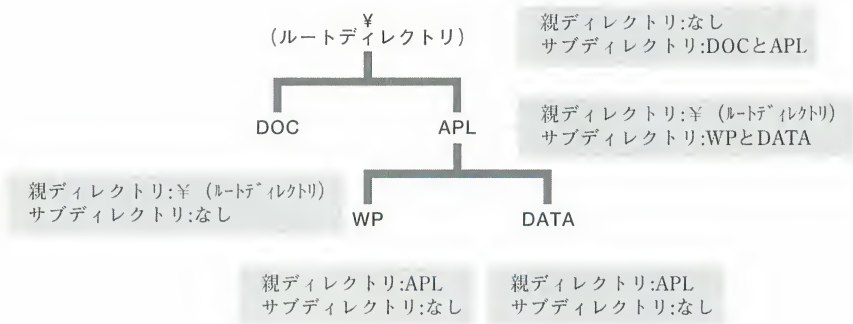 ¥
(ルートディレクトリ)
親ディレクトリ:なし
サブディレクトリ:DOCとAPL
DOC
APL
親ディレクトリ:¥ (ﾙｰﾄﾃﾞｨﾚｸﾄﾘ)
サブディレクトリ:WPとDATA
親ディレクトリ:¥ (ﾙｰﾄﾃﾞｨﾚｸﾄﾘ)
サブディレクトリ:なし
WP
DATA
親ディレクトリ:APL
サブディレクトリ:なし
親ディレクトリ:APL
サブディレクトリ:なし